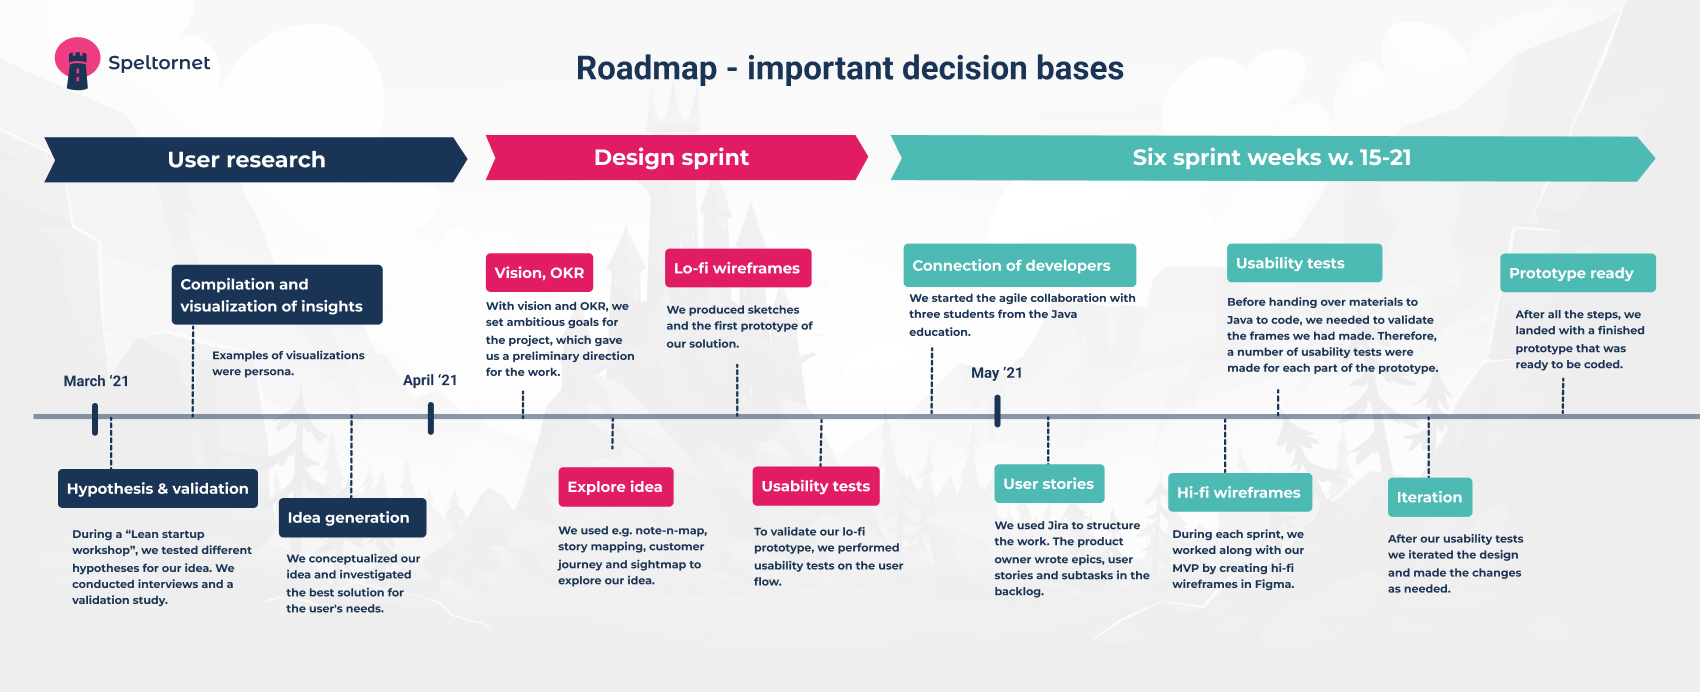 Speltornet
Roadmap - important decision bases
User research
Design sprint
Six sprint weeks w. 15-21
Compilation and
visualization of insights
Examples of visualizations
were persona.
Vision, OKR
With vision and OKR, we
set ambitious goals for
the project, which gave
us a preliminary direction
for the work.
Lo-fi wireframes
We produced sketches
and the first prototype of
our solution.
Connection of developers
We started the agile collaboration with
three students from the Java
education.
Usability tests
Before handing over materials to
Java to code, we needed to validate
the frames we had made. Therefore,
a number of usability tests were
made for each part of the prototype.
Prototype ready
After all the steps, we
landed with a finished
prototype that was
ready to be coded.
March ‘21
April ‘21
May ‘21
Hypothesis & validation
During a “Lean startup
workshop”, we tested different
hypotheses for our idea. We
conducted interviews and a
validation study.
Idea generation
We conceptualized our
idea and investigated
the best solution for
the user's needs.
Explore idea
We used e.g. note-n-map,
story mapping, customer
journey and sightmap to
explore our idea.
Usability tests
To validate our lo-fi
prototype, we performed
usability tests on the user
flow.
User stories
We used Jira to structure
the work. The product
owner wrote epics, user
stories and subtasks in the
backlog.
Hi-fi wireframes
During each sprint, we
worked along with our
MVP by creating hi-fi
wireframes in Figma.
Iteration
After our usability tests
we iterated the design
and made the changes
as needed.